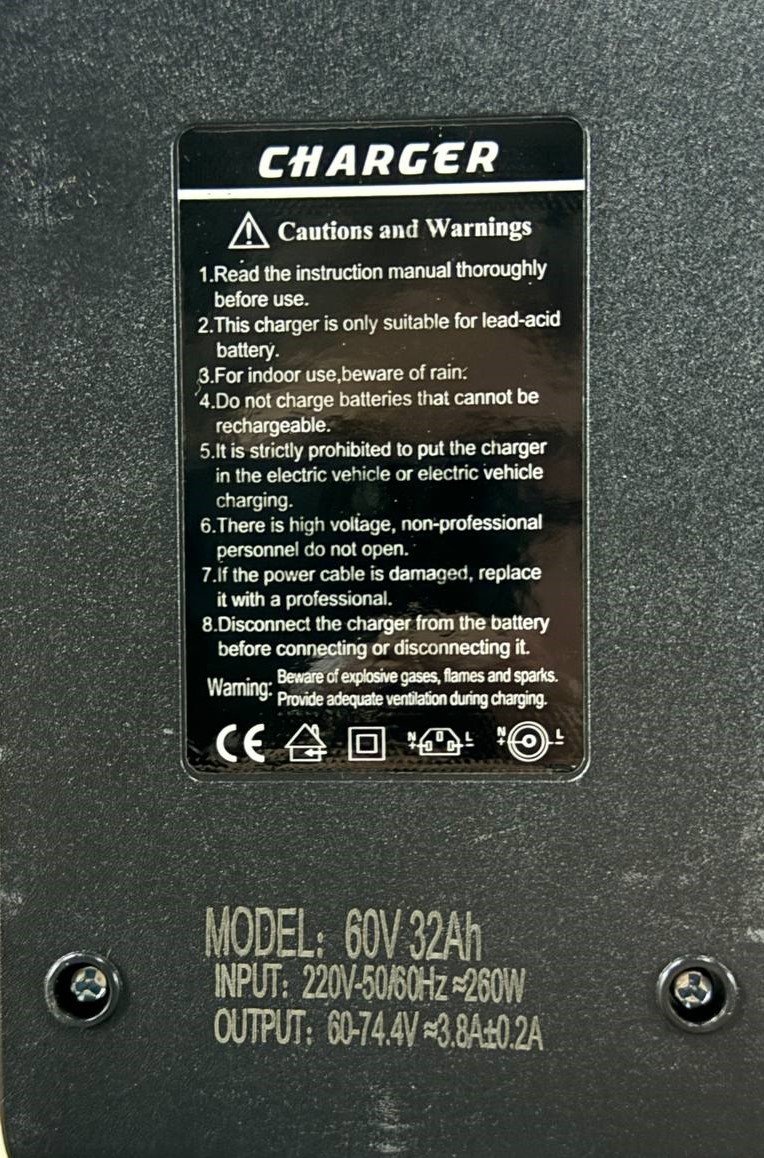 CHARGER
Cautions and Warnings
1.Read the instruction manual thoroughly
before use.
2.This charger is only suitable for lead-acid
battery.
3.For indoor use,beware of rain.
4.Do not charge batteries that cannot be
rechargeable.
5.It is strictly prohibited to put the charger
in the electric vehicle or electric vehicle
charging.
6.There is high voltage, non-professional
personnel do not open.
7.If the power cable is damaged, replace
it with a professional.
8.Disconnect the charger from the battery
before connecting or disconnecting it.
Warning: Beware of explosive gases, flames and sparks.
Provide adequate ventilation during charging.
CE N + L - N + L -
MODEL: 60V 32Ah
INPUT: 220V-50/60Hz ≈260W
OUTPUT: 60-74.4V ≈3.8A±0.2A